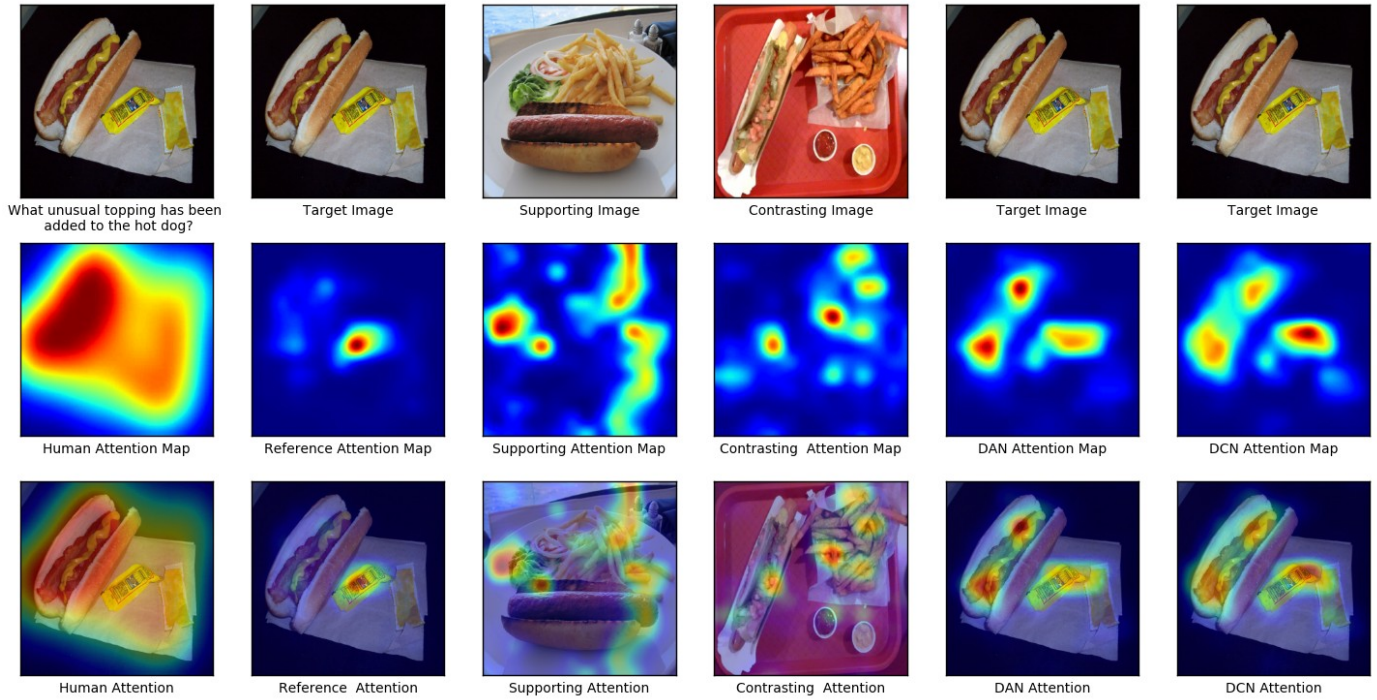 What unusual topping has been
added to the hot dog?
Target Image
Supporting Image
Contrasting Image
Target Image
Target Image
Human Attention Map
Reference Attention Map
Supporting Attention Map
Contrasting  Attention Map
DAN Attention Map
DCN Attention Map
Human Attention
Reference  Attention
Supporting Attention
Contrasting  Attention
DAN Attention
DCN Attention